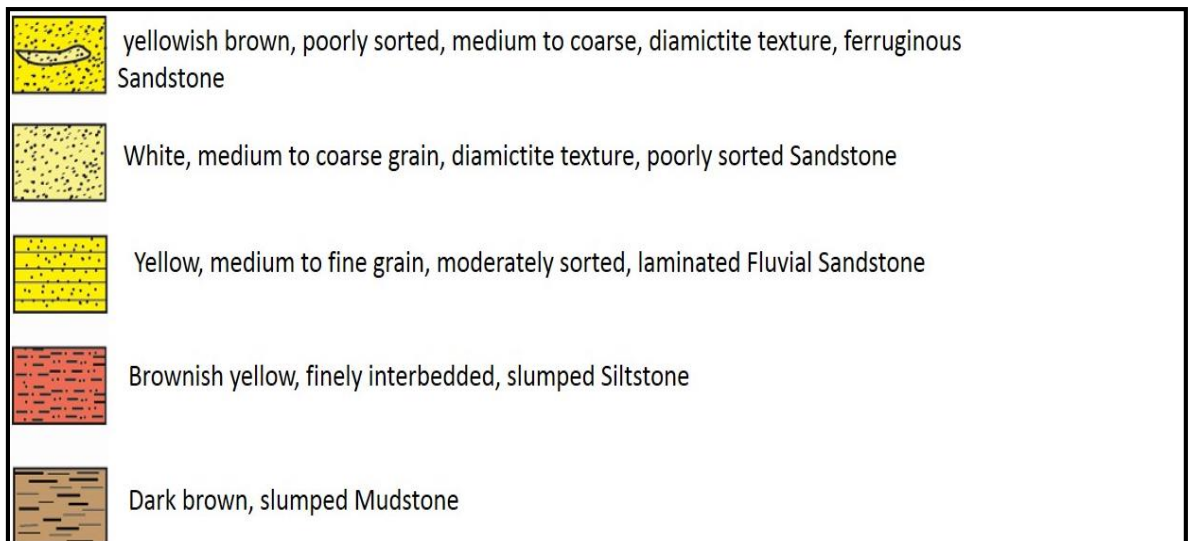 yellowish brown, poorly sorted, medium to coarse, diamictite texture, ferruginous
Sandstone
White, medium to coarse grain, diamictite texture, poorly sorted Sandstone
Yellow, medium to fine grain, moderately sorted, laminated Fluvial Sandstone
Brownish yellow, finely interbedded, slumped Siltstone
Dark brown, slumped Mudstone